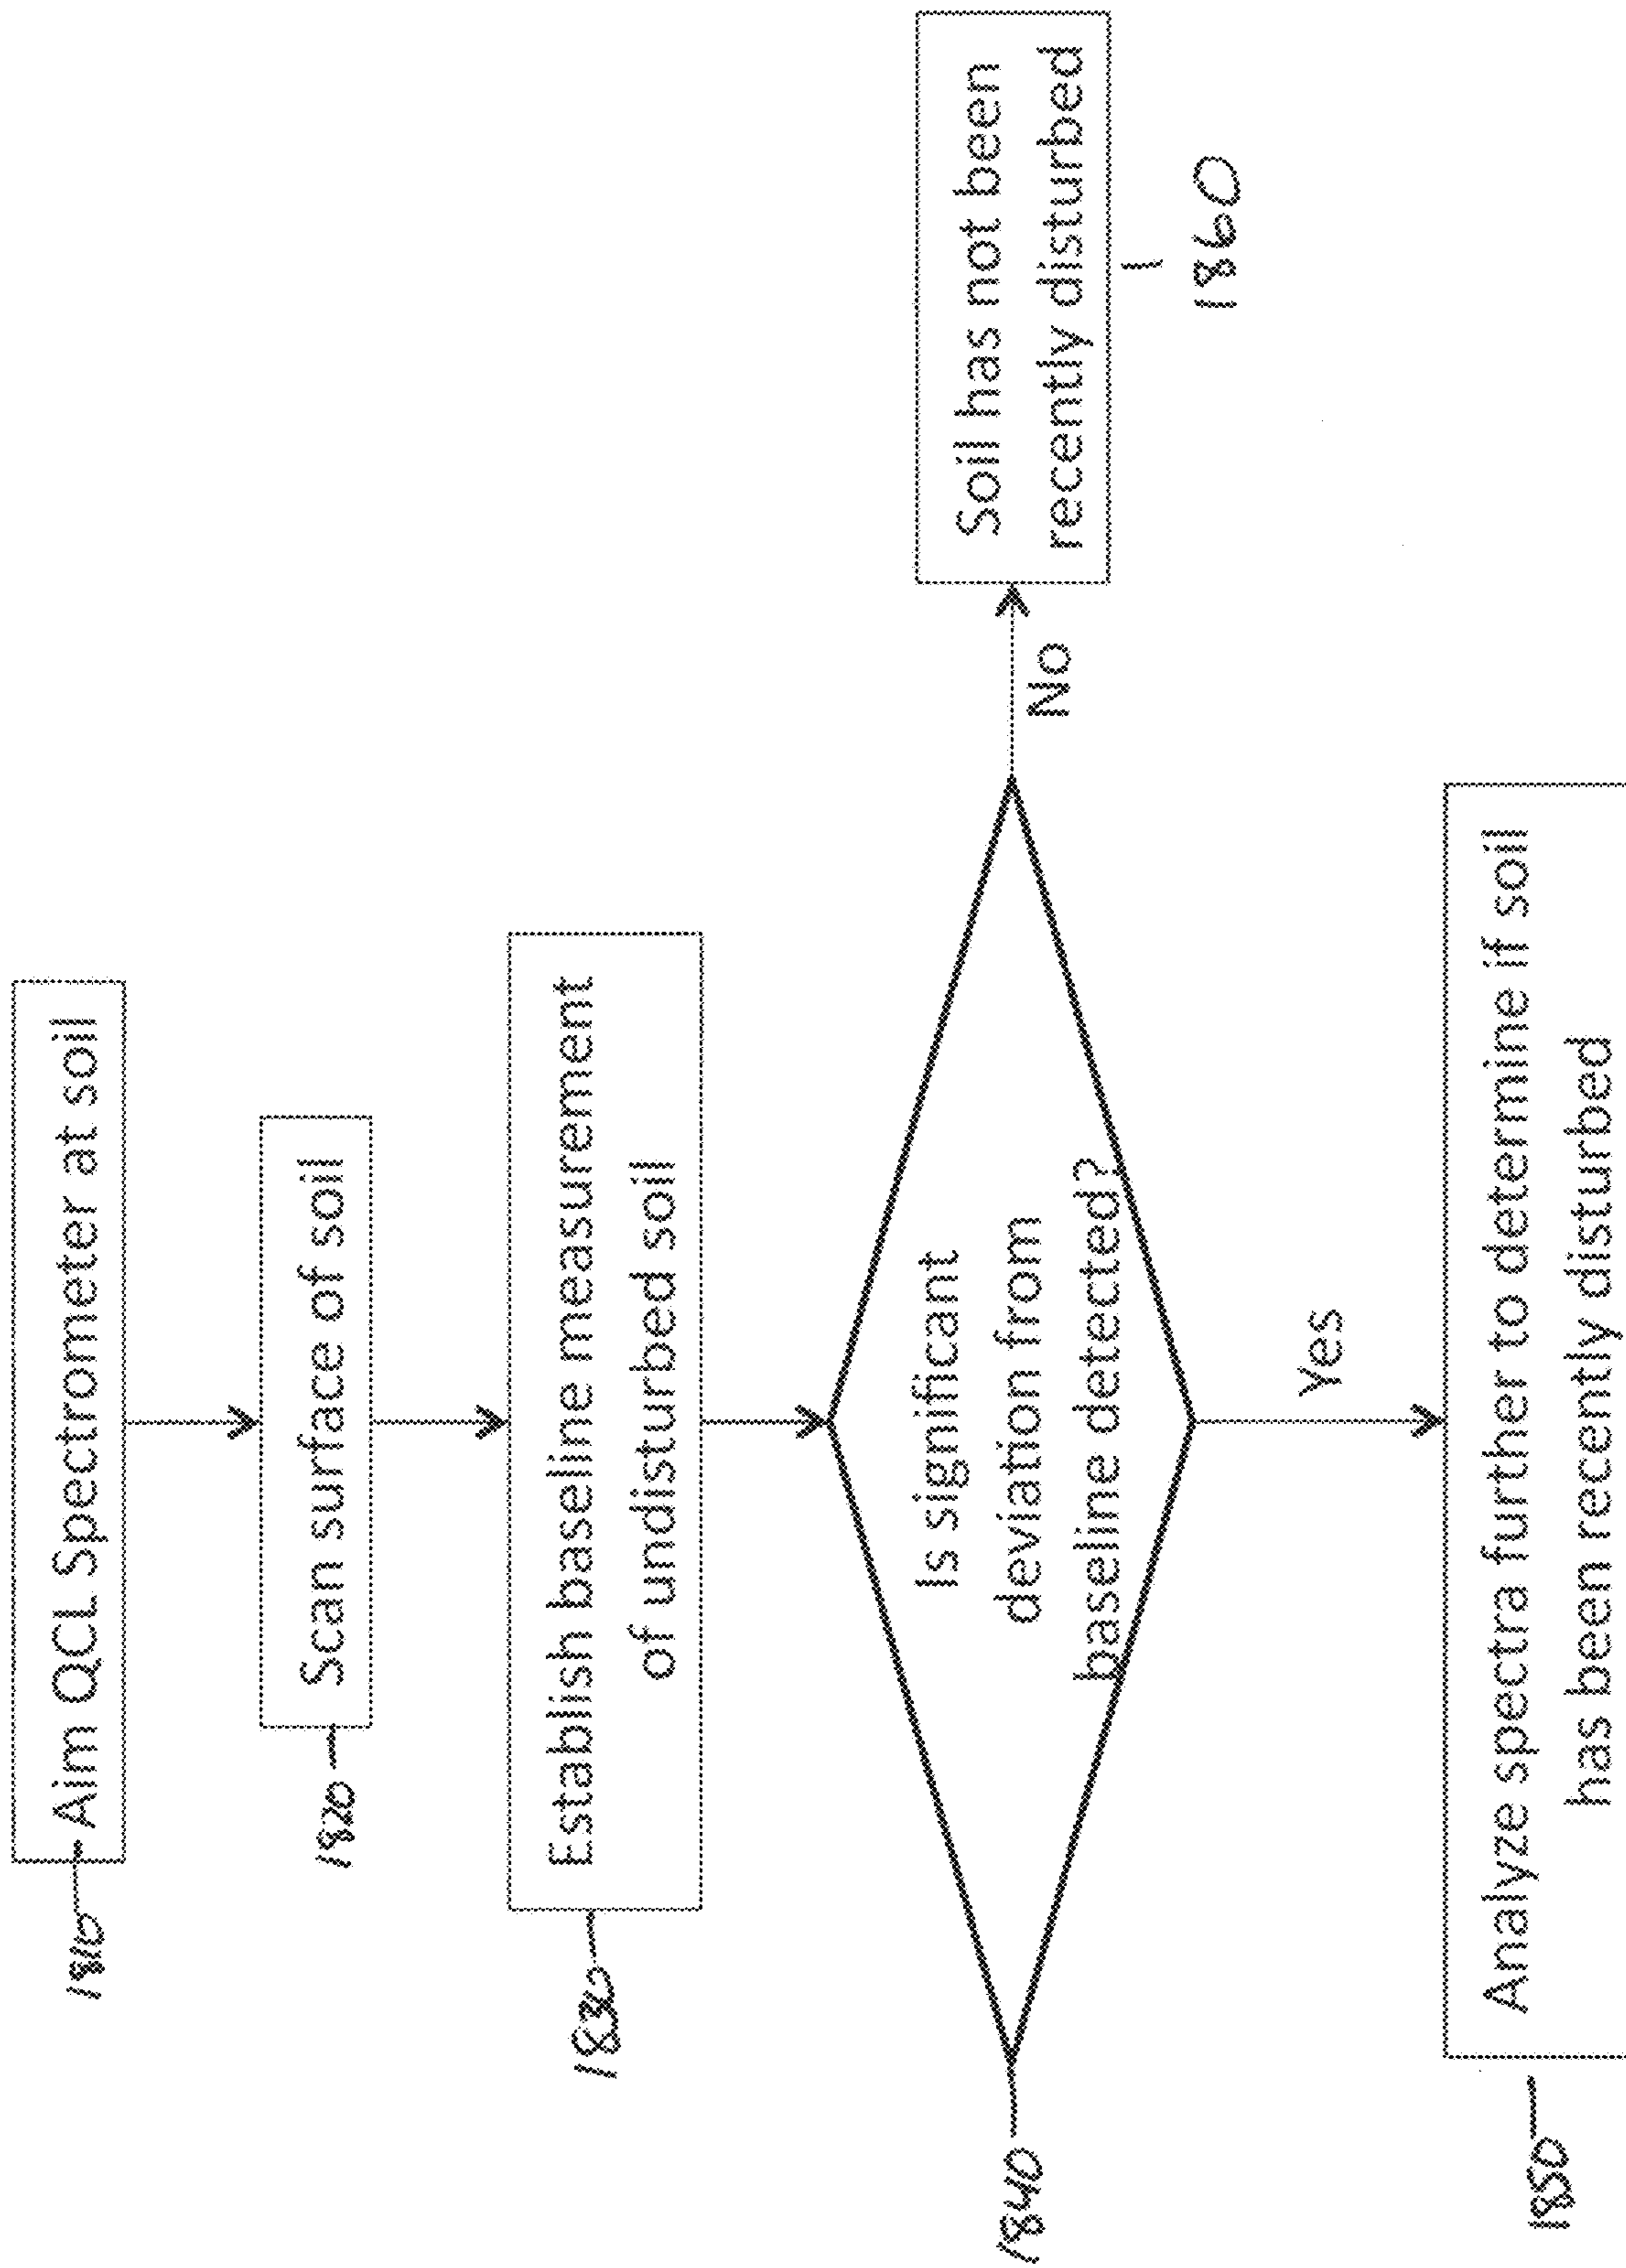 1810
Aim QCL Spectrometer at soil
1820
Scan surface of soil
1830
Establish baseline measurement
of undisturbed soil
1840
Is significant
deviation from
baseline detected?
No
Soil has not been
recently disturbed
1860
Yes
1850
Analyze spectra further to determine if soil
has been recently disturbed